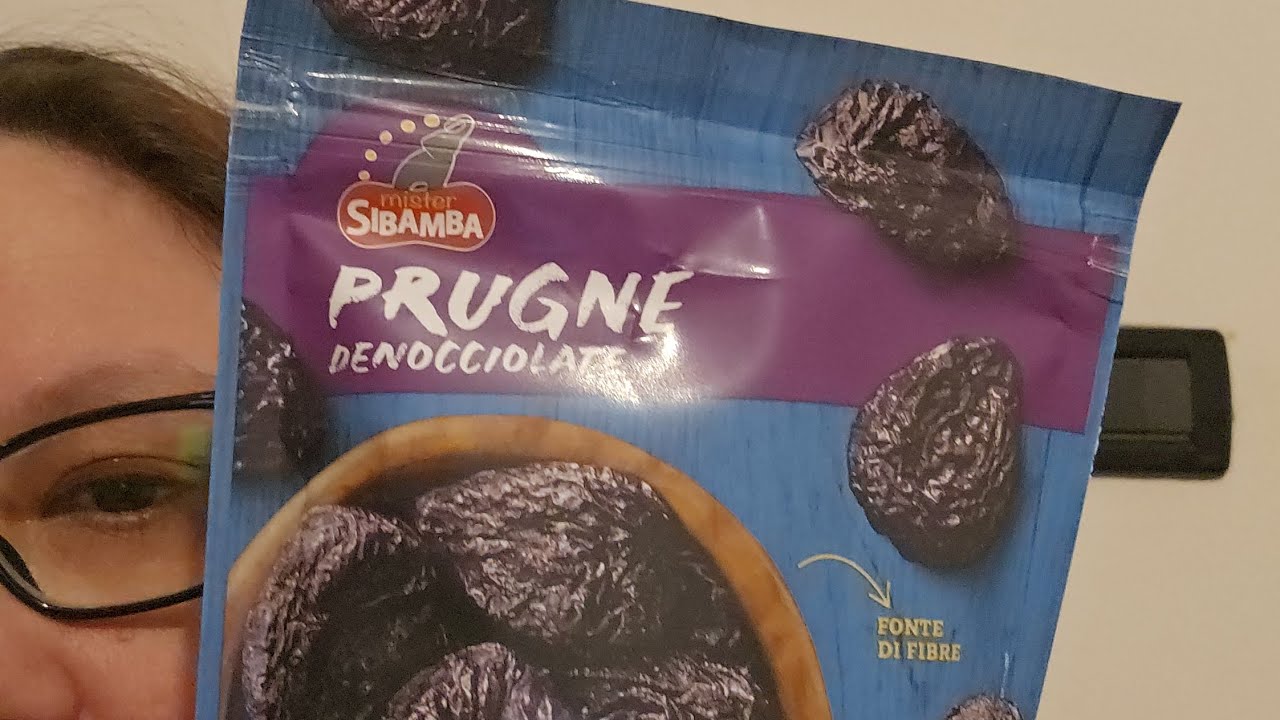 mister
SIBAMBA
PRUGNE
DENOCCIOLATE
FONTE
DI FIBRE